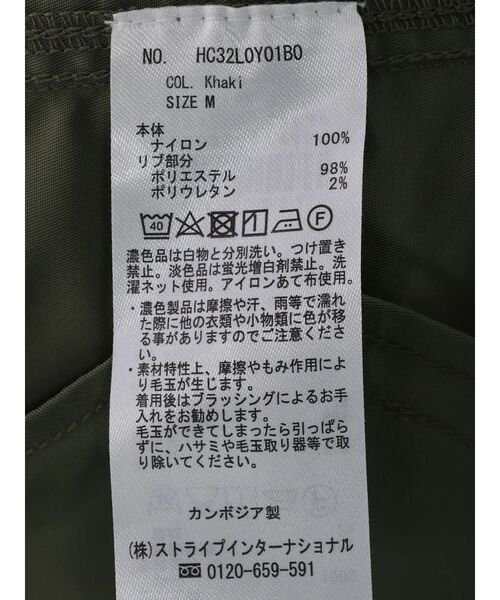 NO. HC32L0Y01B0
COL. Khaki
SIZE M
本体
ナイロン 100%
リブ部分
ポリエステル 98%
ポリウレタン 2%
40 F
濃色品は白物と分別洗い。つけ置き
禁止。淡色品は蛍光増白剤禁止。洗
濯ネット使用。アイロンあて布使用。
・濃色製品は摩擦や汗、雨等で濡れ
た際に他の衣類や小物類に色が移
る事がありますのでご注意くださ
い。
・素材特性上、摩擦やもみ作用によ
り毛玉が生じます。
着用後はブラッシングによるお手
入れをお勧めします。
毛玉ができてしまったら引っぱら
ずに、ハサミや毛玉取り器等で取
り除いてください。
カンボジア製
(株)ストライプインターナショナル
0120-659-591